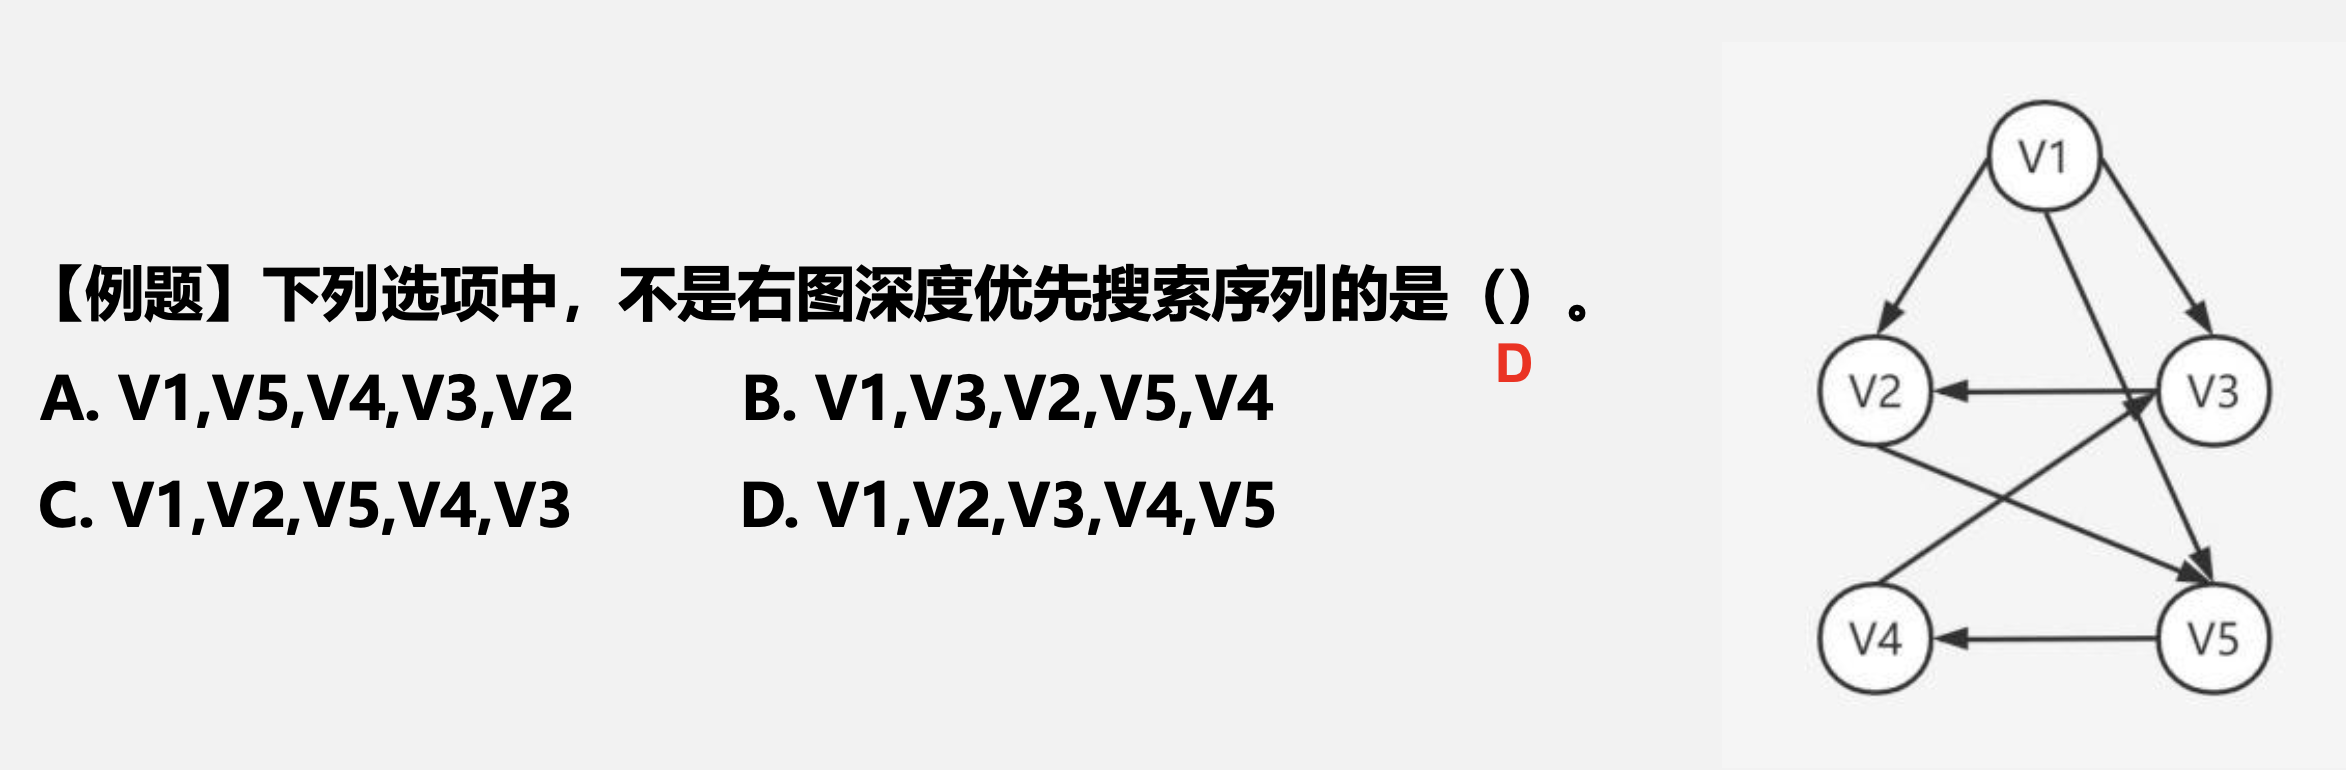 【例题】下列选项中，不是右图深度优先搜索序列的是（）。
D
A. V1,V5,V4,V3,V2
B. V1,V3,V2,V5,V4
C. V1,V2,V5,V4,V3
D. V1,V2,V3,V4,V5
V1
V2
V3
V4
V5